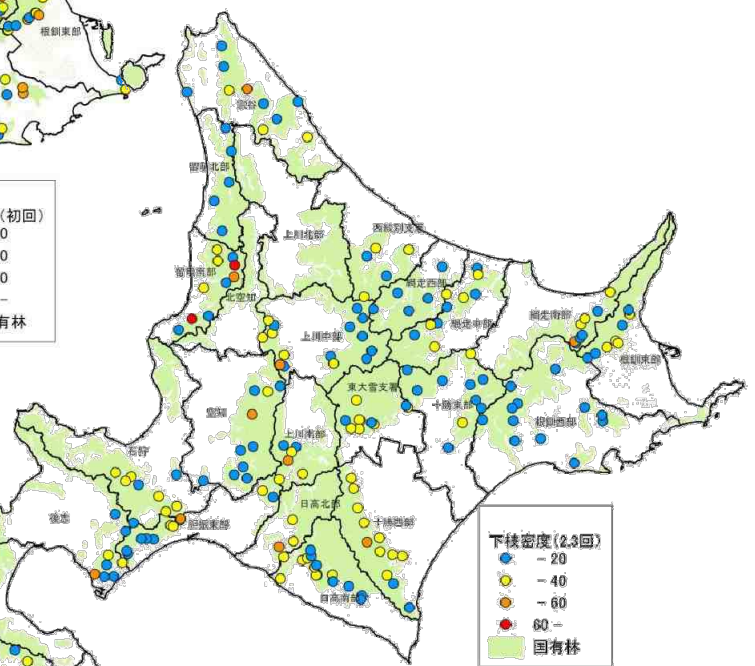 根釧東部
(初回)
0
0
0
-
有林
宗谷
留萌北部
上川北部
西紋別支署
留萌南部
網走西部
北空知
網走中部
網走南部
上川中部
根釧東部
東大雪支署
空知
十勝東部
上川南部
根釧西部
石狩
日高北部
後志
胆振東部
十勝西部
日高南部
下枝密度(2,3回)
- 20
- 40
- 60
60 -
国有林